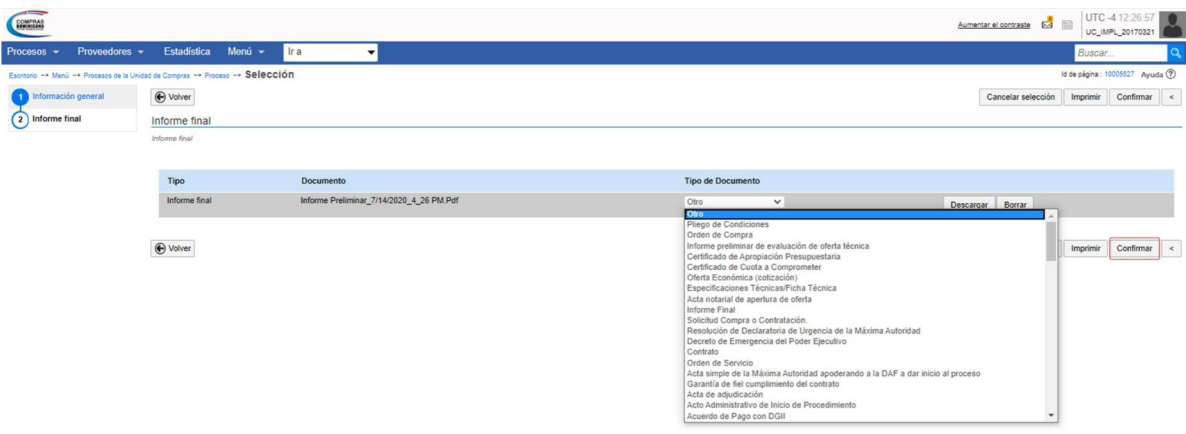 COMPRAS
DOMINICANA
Aumentar el contraste
UTC -4 12:26:57
UC_IMPL_20170321
Procesos Proveedores Estadística Menú Ir a Buscar...
Escritorio → Menú → Procesos de la Unidad de Compras → Proceso → Selección
Id de página:: 10005527 Ayuda ?
1 Información general
Volver
Cancelar selección Imprimir Confirmar <
2 Informe final
Informe final
Informe final
Tipo Documento Tipo de Documento
Informe final Informe Preliminar_7/14/2020_4_26 PM.Pdf Otro Descargar Borrar
Otro
Pliego de Condiciones
Orden de Compra
Informe preliminar de evaluación de oferta técnica
Volver
Imprimir Confirmar <
Certificado de Apropiación Presupuestaria
Certificado de Cuota a Comprometer
Oferta Económica (cotización)
Especificaciones Técnicas/Ficha Técnica
Acta notarial de apertura de oferta
Informe Final
Solicitud Compra o Contratación.
Resolución de Declaratoria de Urgencia de la Máxima Autoridad
Decreto de Emergencia del Poder Ejecutivo
Contrato
Orden de Servicio
Acta simple de la Máxima Autoridad apoderando a la DAF a dar inicio al proceso
Garantía de fiel cumplimiento del contrato
Acta de adjudicación
Acto Administrativo de Inicio de Procedimiento
Acuerdo de Pago con DGII